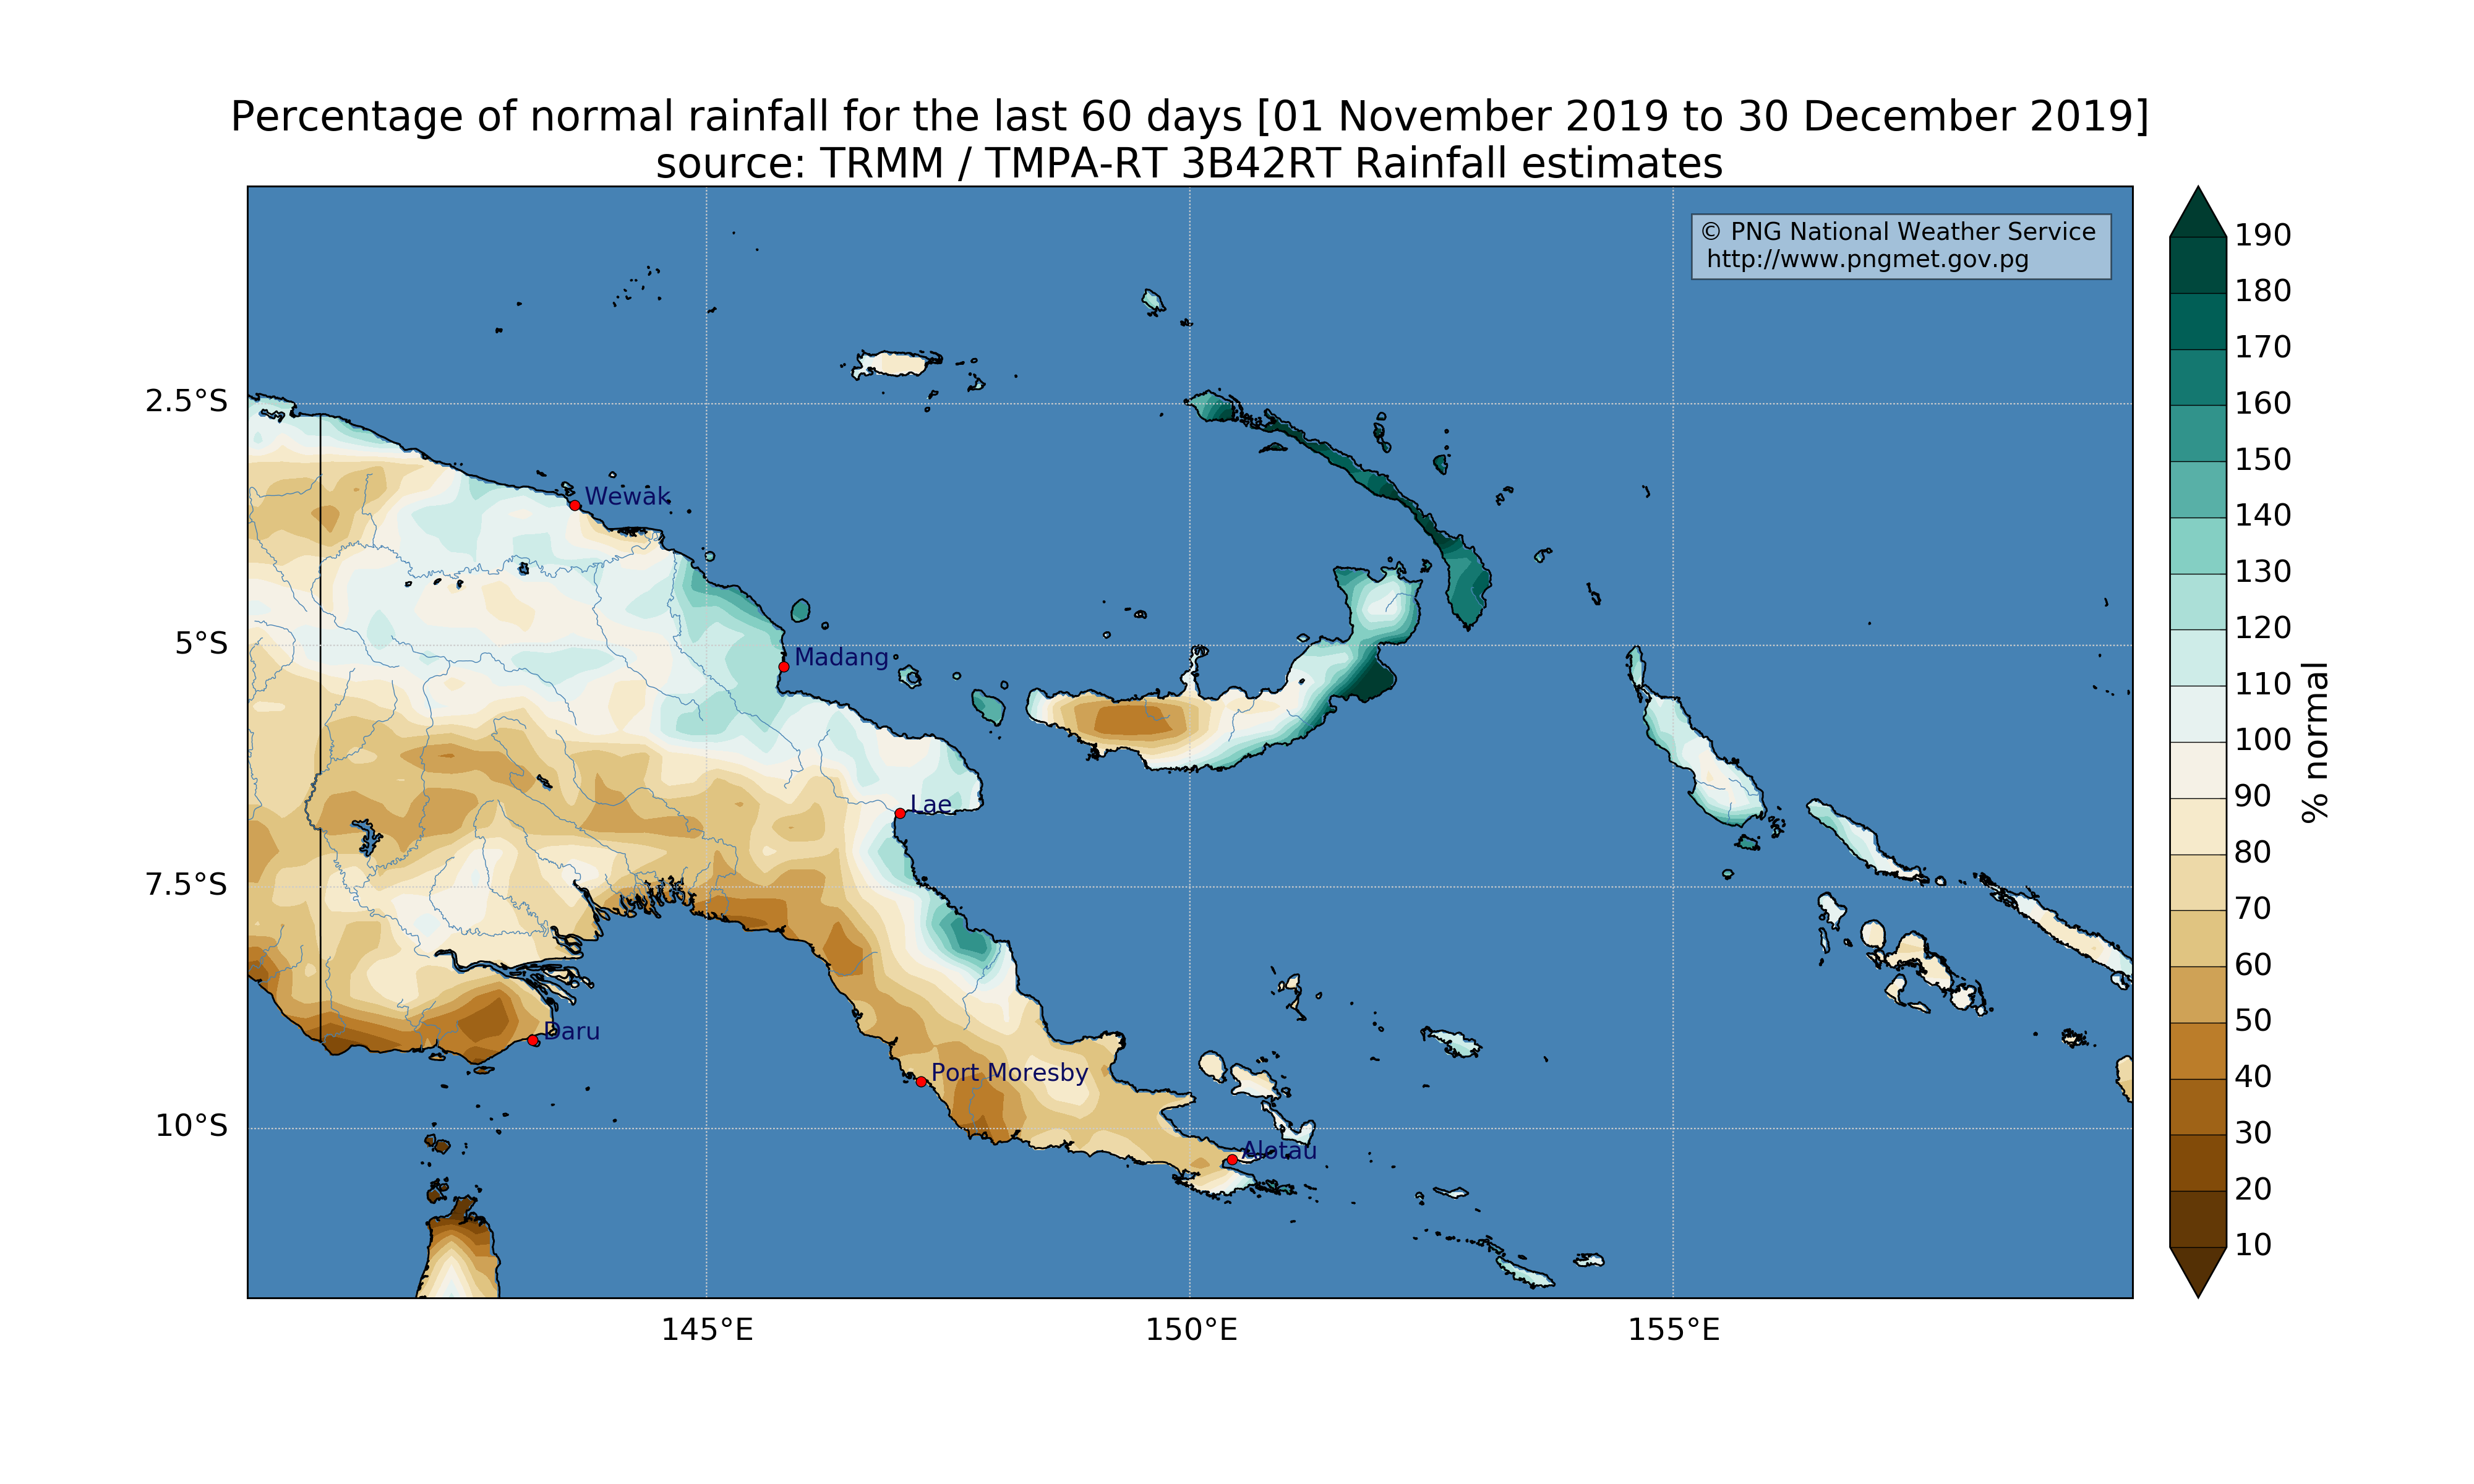 Percentage of normal rainfall for the last 60 days [01 November 2019 to 30 December 2019]
source: TRMM / TMPA-RT 3B42RT Rainfall estimates
© PNG National Weather Service
http://www.pngmet.gov.pg
2.5°S
5°S
7.5°S
10°S
Wewak
Madang
Lae
Daru
Port Moresby
Alotau
145°E
150°E
155°E
190
180
170
160
150
140
130
120
110
100
90
80
70
60
50
40
30
20
10
% normal